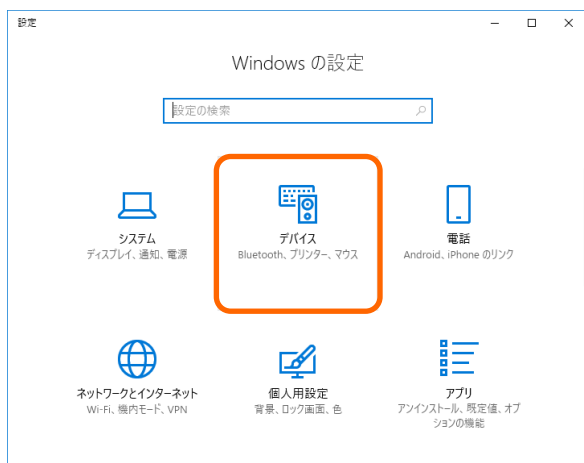 設定
Windows の設定
設定の検索
システム
ディスプレイ、通知、電源
デバイス
Bluetooth、プリンター、マウス
電話
Android、iPhone のリンク
ネットワークとインターネット
Wi-Fi、機内モード、VPN
個人用設定
背景、ロック画面、色
アプリ
アンインストール、既定値、オプ
ションの機能